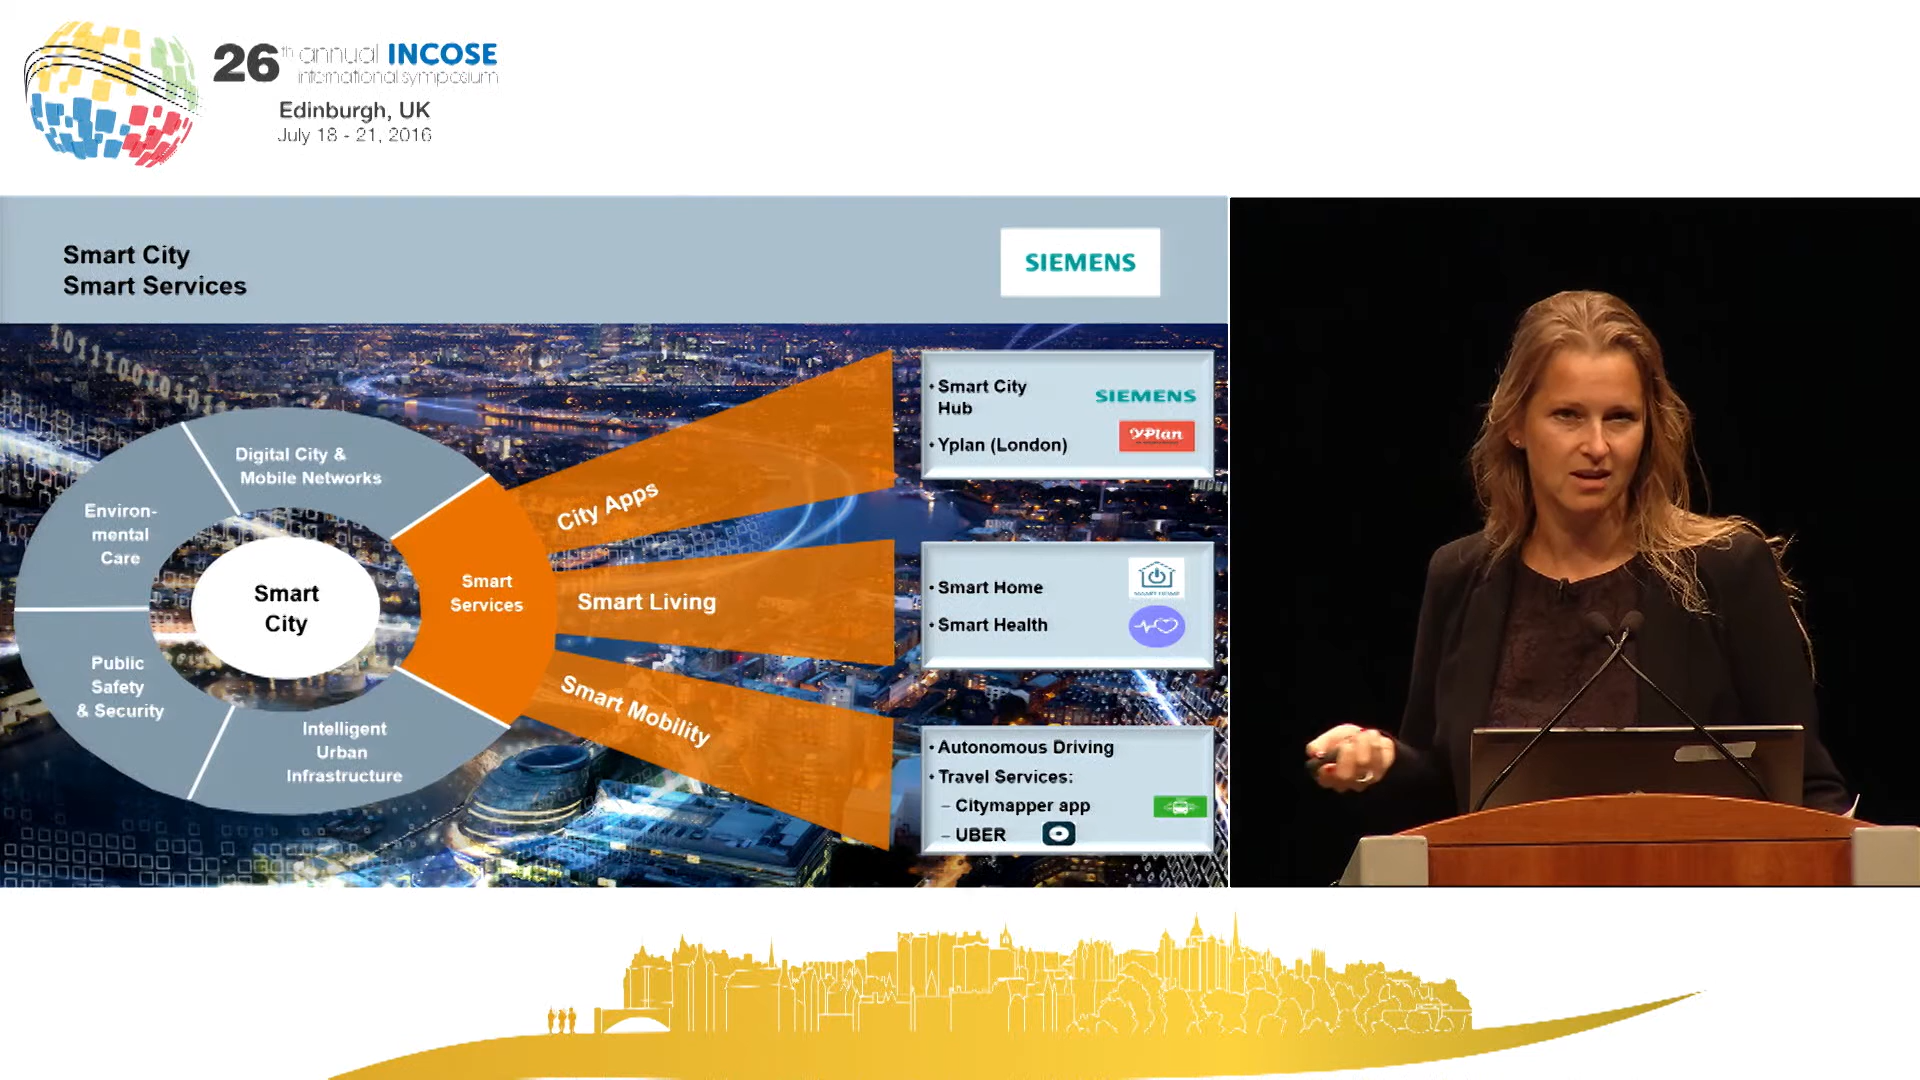 26th annual INCOSE
international symposium
Edinburgh, UK
July 18 - 21, 2016
Smart City
Smart Services
SIEMENS
Digital City &
Mobile Networks
Environ-
mental
Care
Smart
City
Smart
Services
Public
Safety
& Security
Intelligent
Urban
Infrastructure
City Apps
Smart Living
Smart Mobility
• Smart City
Hub
SIEMENS
• Yplan (London)
YPlan
• Smart Home
SMART HOME
• Smart Health
• Autonomous Driving
• Travel Services:
– Citymapper app
– UBER